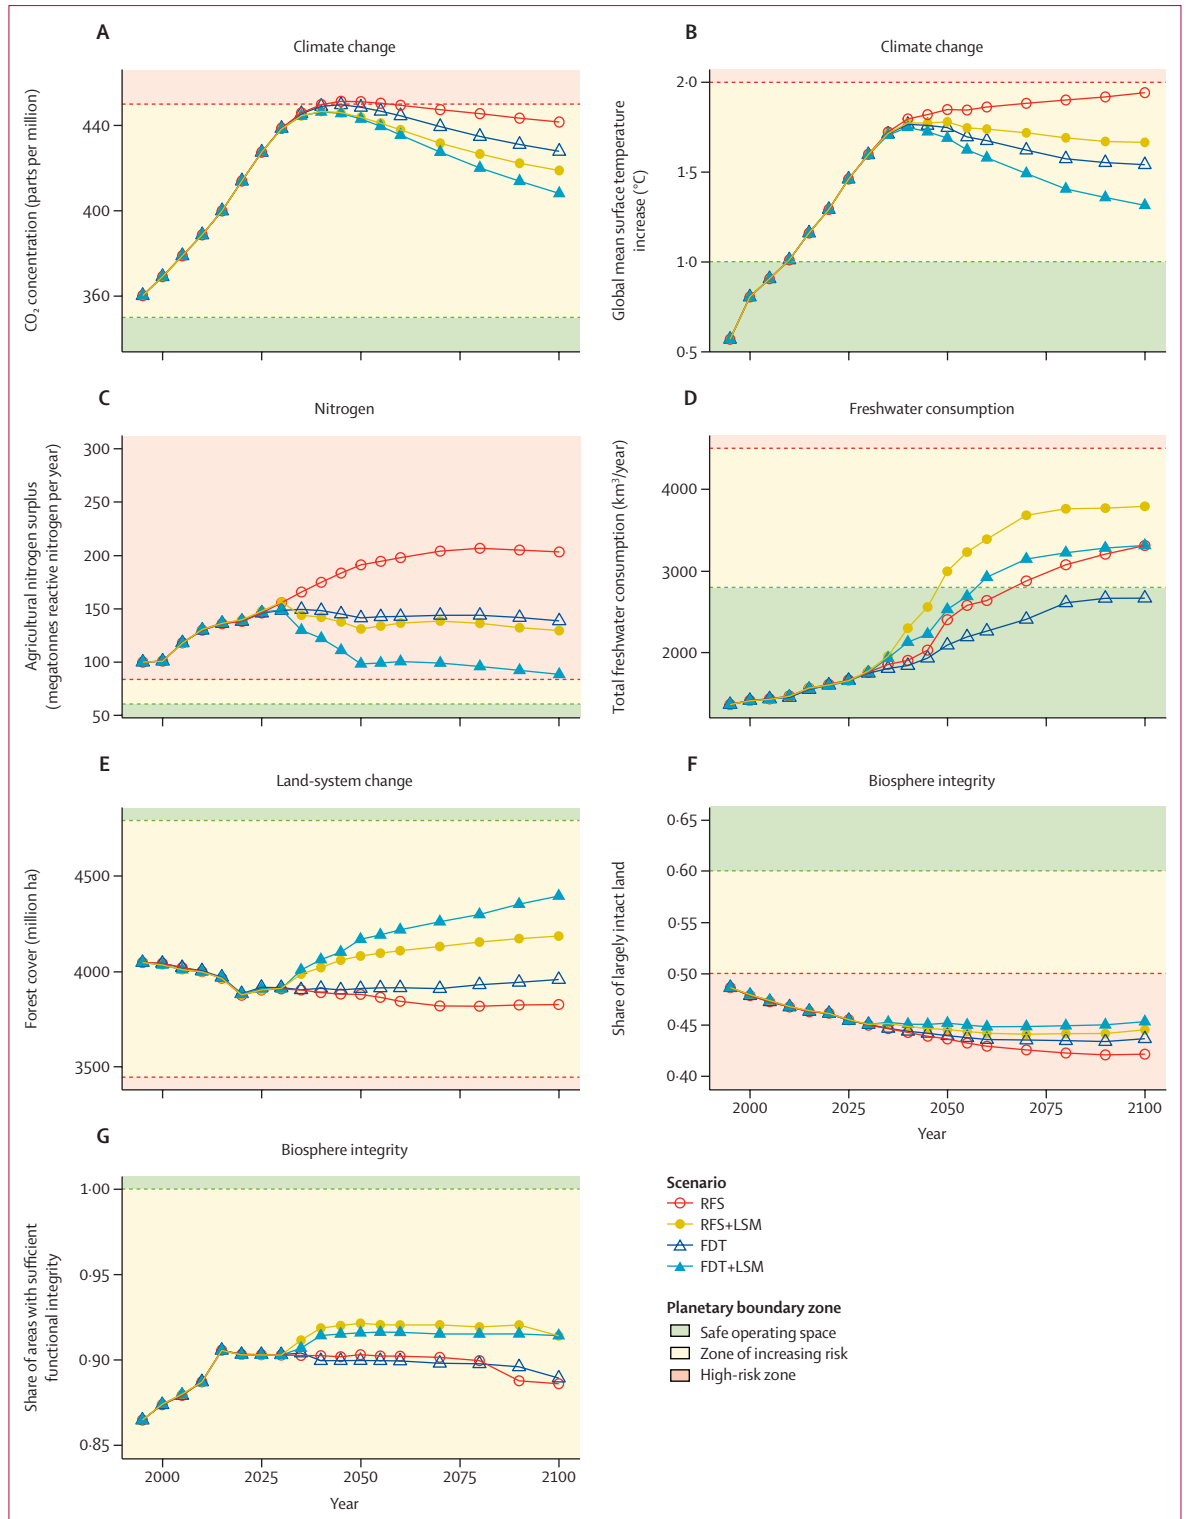 A
Climate change
CO₂ concentration (parts per million)
440
400
360
B
Climate change
Global mean surface temperature
increase (°C)
2·0
1·5
1·0
0·5
C
Nitrogen
Agricultural nitrogen surplus
(megatonnes reactive nitrogen per year)
300
250
200
150
100
50
D
Freshwater consumption
Total freshwater consumption (km³/year)
4000
3000
2000
E
Land-system change
Forest cover (million ha)
4500
4000
3500
F
Biosphere integrity
Share of largely intact land
0·65
0·60
0·55
0·50
0·45
0·40
2000 2025 2050 2075 2100
Year
G
Biosphere integrity
Share of areas with sufficient
functional integrity
1·00
0·95
0·90
0·85
2000 2025 2050 2075 2100
Year
Scenario
RFS
RFS+LSM
FDT
FDT+LSM
Planetary boundary zone
Safe operating space
Zone of increasing risk
High-risk zone